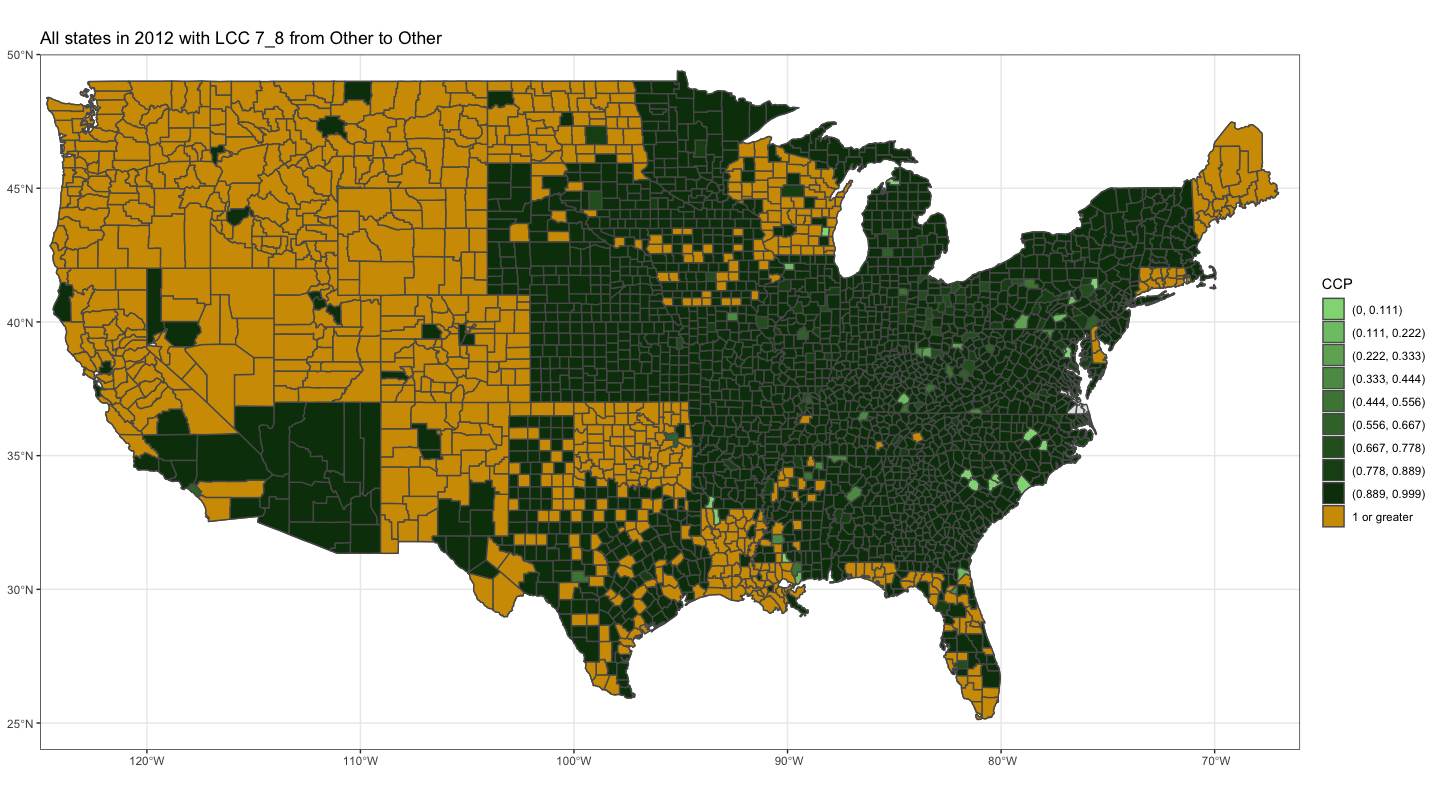 All states in 2012 with LCC 7_8 from Other to Other
50°N
45°N
40°N
35°N
30°N
25°N
120°W
110°W
100°W
90°W
80°W
70°W
CCP
(0, 0.111)
(0.111, 0.222)
(0.222, 0.333)
(0.333, 0.444)
(0.444, 0.556)
(0.556, 0.667)
(0.667, 0.778)
(0.778, 0.889)
(0.889, 0.999)
1 or greater